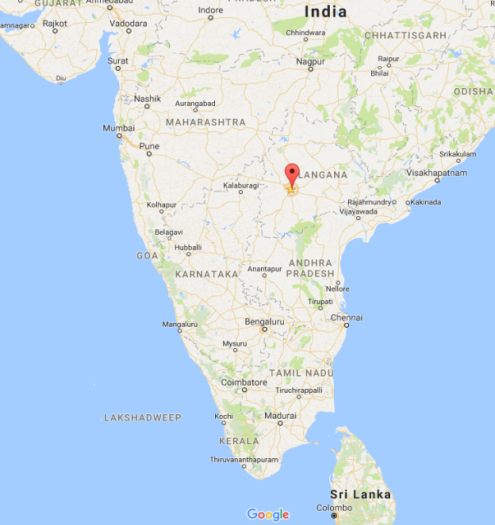 GUJARAT
Ahmedabad
Indore
India
Jamnagar
Rajkot
Vadodara
Chhindwara
CHHATTISGARH
Surat
Nagpur
Raipur
Bhilai
Diu
Nashik
Aurangabad
ODISHA
MAHARASHTRA
Mumbai
Pune
Srikakulam
LANGANA
Visakhapatnam
Kalaburagi
Rajahmundry
Kakinada
Kolhapur
Vijayawada
Belagavi
Hubballi
GOA
ANDHRA
PRADESH
KARNATAKA
Anantapur
Nellore
Tirupati
Mangaluru
Bengaluru
Chennai
Mysuru
TAMIL NADU
Coimbatore
Tiruchirappalli
LAKSHADWEEP
Kochi
Madurai
KERALA
Thiruvananthapuram
Sri Lanka
Colombo
Google